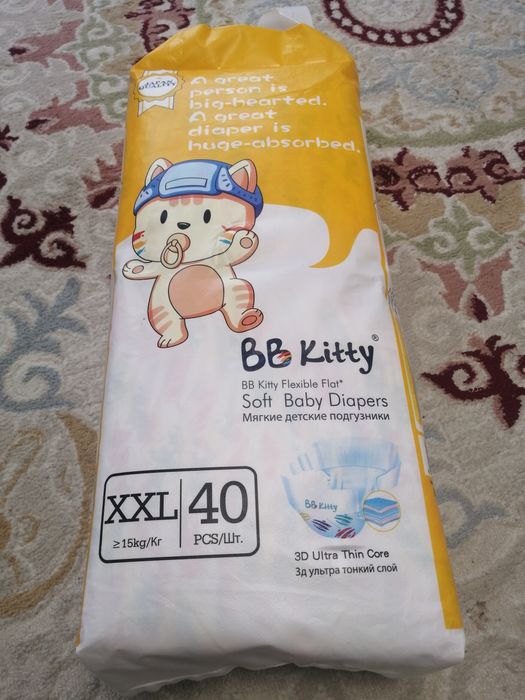 A great
person is
big-hearted.
A great
diaper is
huge-absorbed.
BB Kitty®
BB Kitty Flexible Flat*
Soft Baby Diapers
Мягкие детские подгузники
XXL
≥15kg/Кг
40
PCS/Шт.
BB Kitty
3D Ultra Thin Core
3д ультра тонкий слой